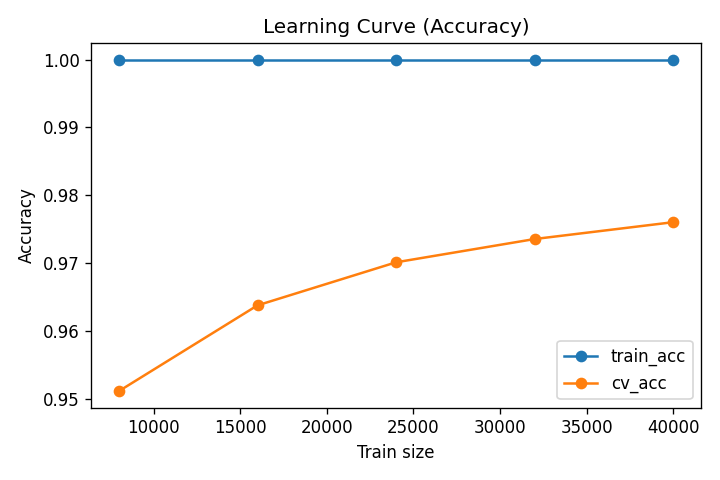 Learning Curve (Accuracy)
1.00
0.99
0.98
0.97
0.96
0.95
Accuracy
10000 15000 20000 25000 30000 35000 40000
Train size
train_acc
cv_acc